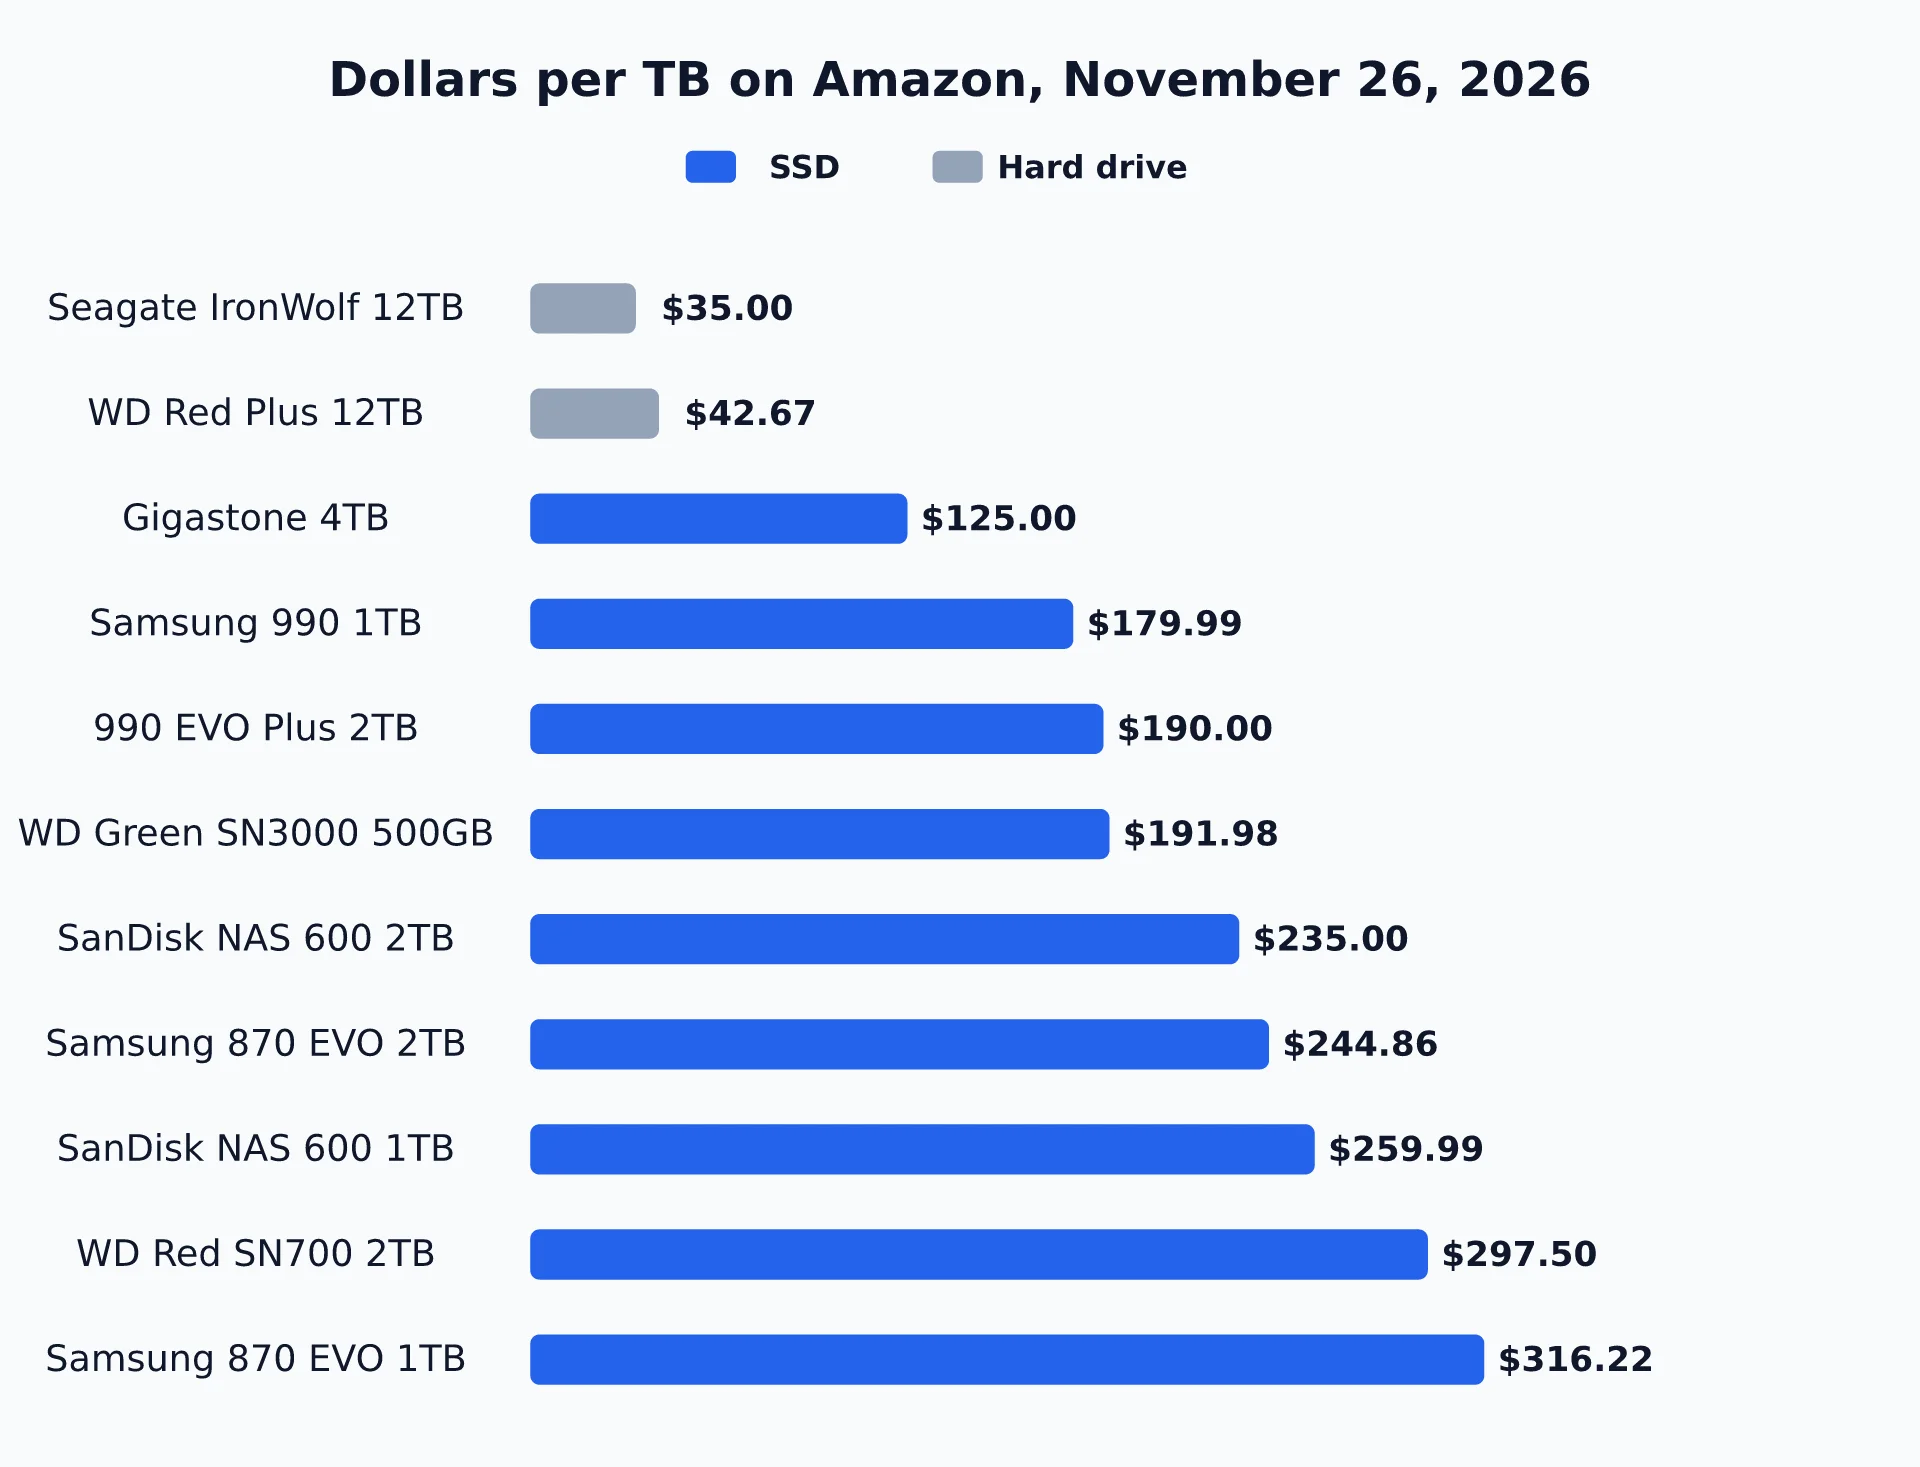 Dollars per TB on Amazon, November 26, 2026
SSD Hard drive
Seagate IronWolf 12TB $35.00
WD Red Plus 12TB $42.67
Gigastone 4TB $125.00
Samsung 990 1TB $179.99
990 EVO Plus 2TB $190.00
WD Green SN3000 500GB $191.98
SanDisk NAS 600 2TB $235.00
Samsung 870 EVO 2TB $244.86
SanDisk NAS 600 1TB $259.99
WD Red SN700 2TB $297.50
Samsung 870 EVO 1TB $316.22